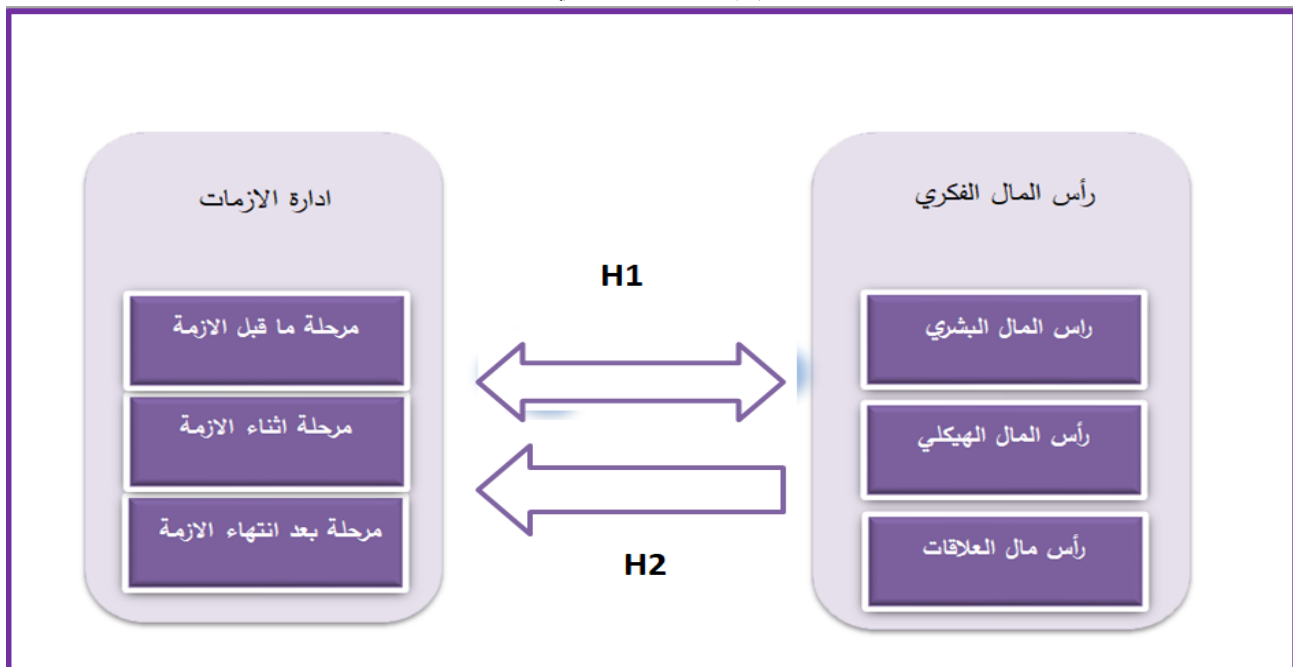 رأس المال الفكري
راس المال البشري
رأس المال الهيكلي
رأس مال العلاقات
H1
H2
ادارة الازمات
مرحلة ما قبل الازمة
مرحلة اثناء الازمة
مرحلة بعد انتهاء الازمة